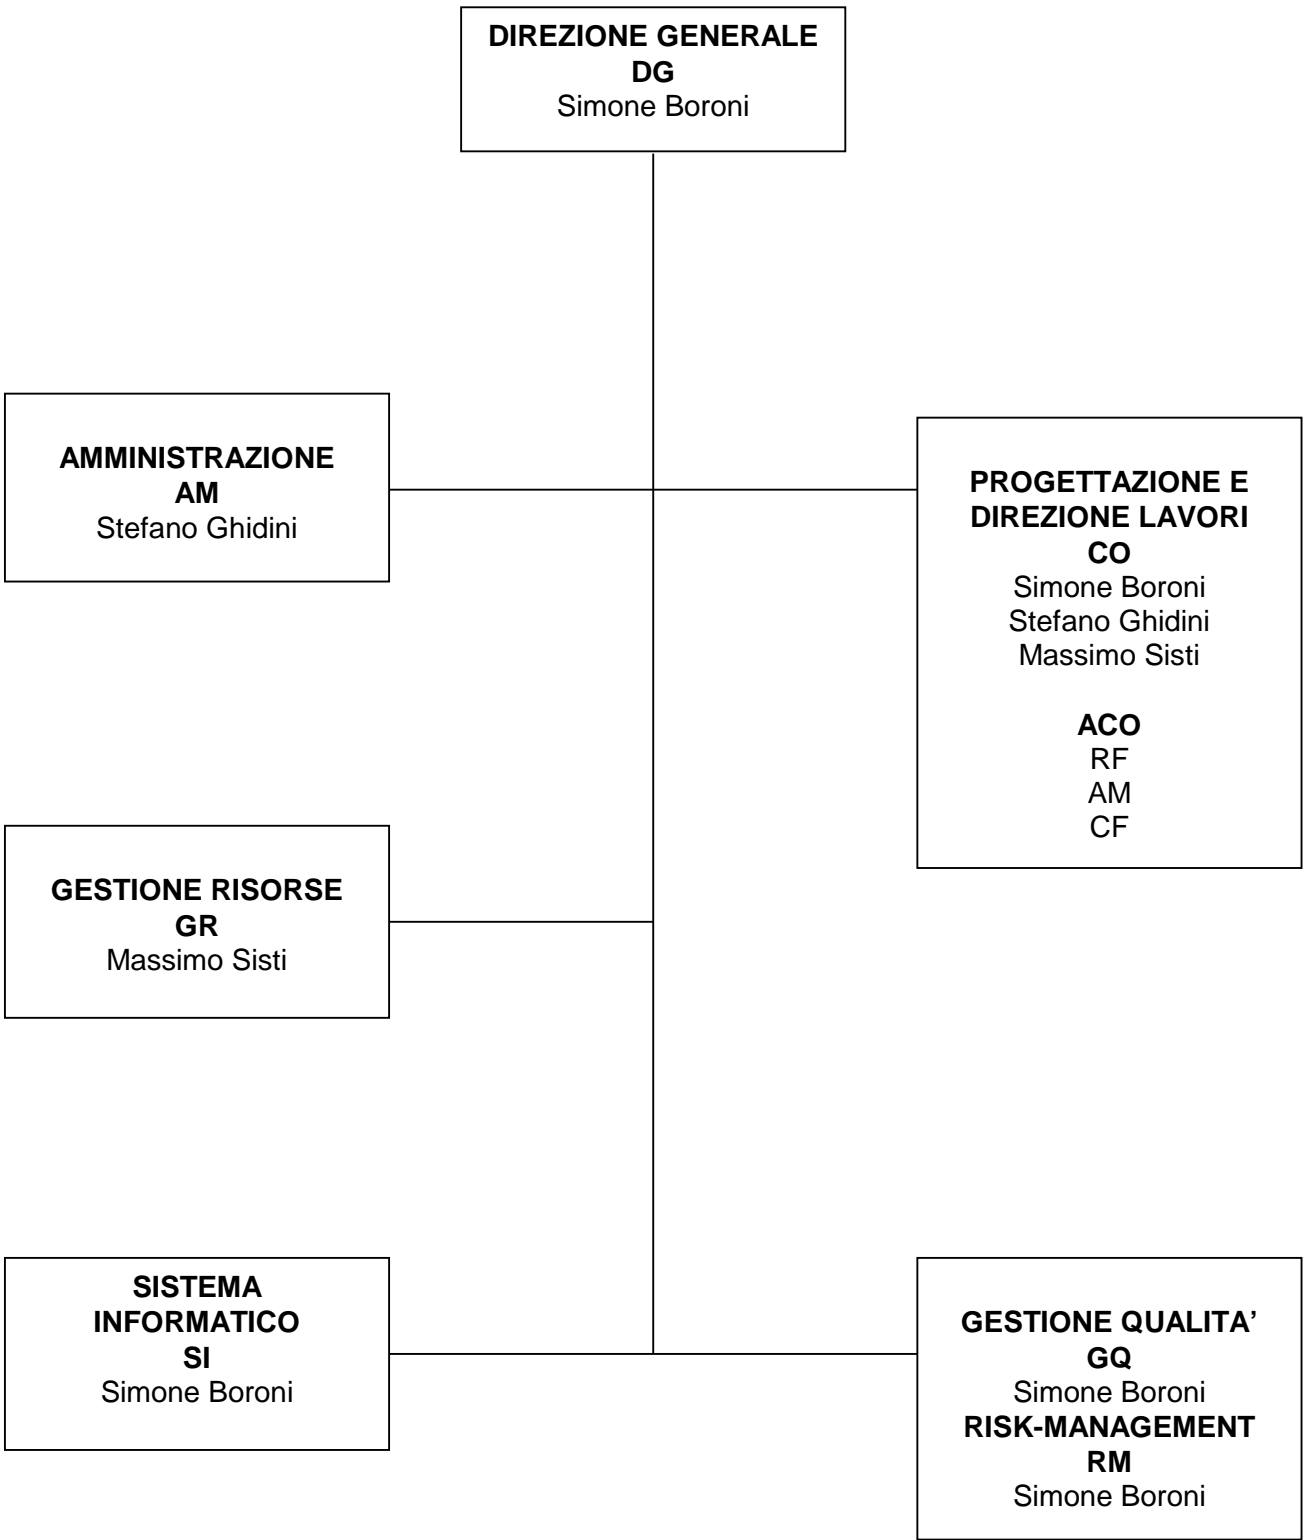 DIREZIONE GENERALE
DG
Simone Boroni
AMMINISTRAZIONE
AM
Stefano Ghidini
PROGETTAZIONE E
DIREZIONE LAVORI
CO
Simone Boroni
Stefano Ghidini
Massimo Sisti
ACO
RF
AM
CF
GESTIONE RISORSE
GR
Massimo Sisti
SISTEMA
INFORMATICO
SI
Simone Boroni
GESTIONE QUALITA’
GQ
Simone Boroni
RISK-MANAGEMENT
RM
Simone Boroni